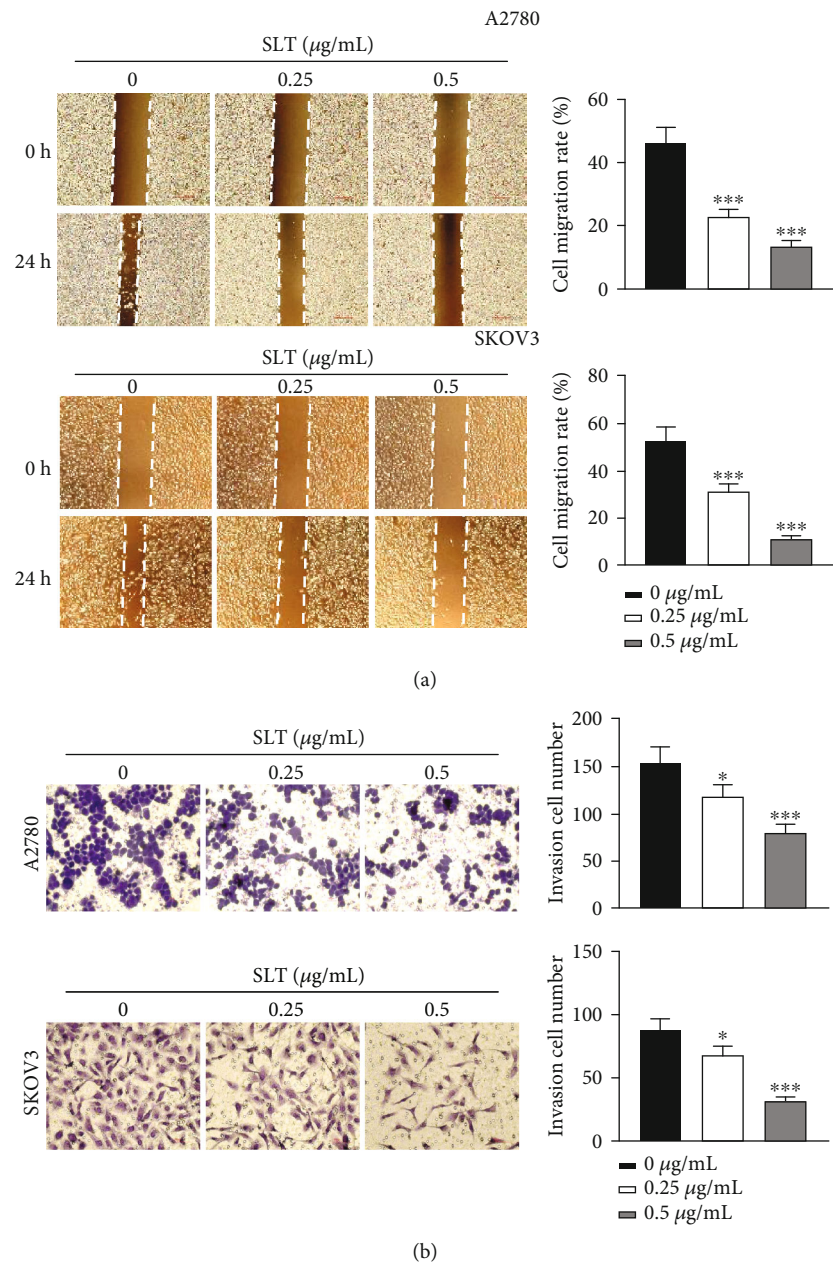 A2780
SLT (μg/mL)
0 0.25 0.5
0 h
24 h
Cell migration rate (%)
60
40
20
0
***
***
SKOV3
SLT (μg/mL)
0 0.25 0.5
0 h
24 h
Cell migration rate (%)
80
60
40
20
0
***
***
0 μg/mL
0.25 μg/mL
0.5 μg/mL
(a)
SLT (μg/mL)
0 0.25 0.5
A2780
Invasion cell number
200
150
100
50
0
*
***
SLT (μg/mL)
0 0.25 0.5
SKOV3
Invasion cell number
150
100
50
0
*
***
0 μg/mL
0.25 μg/mL
0.5 μg/mL
(b)